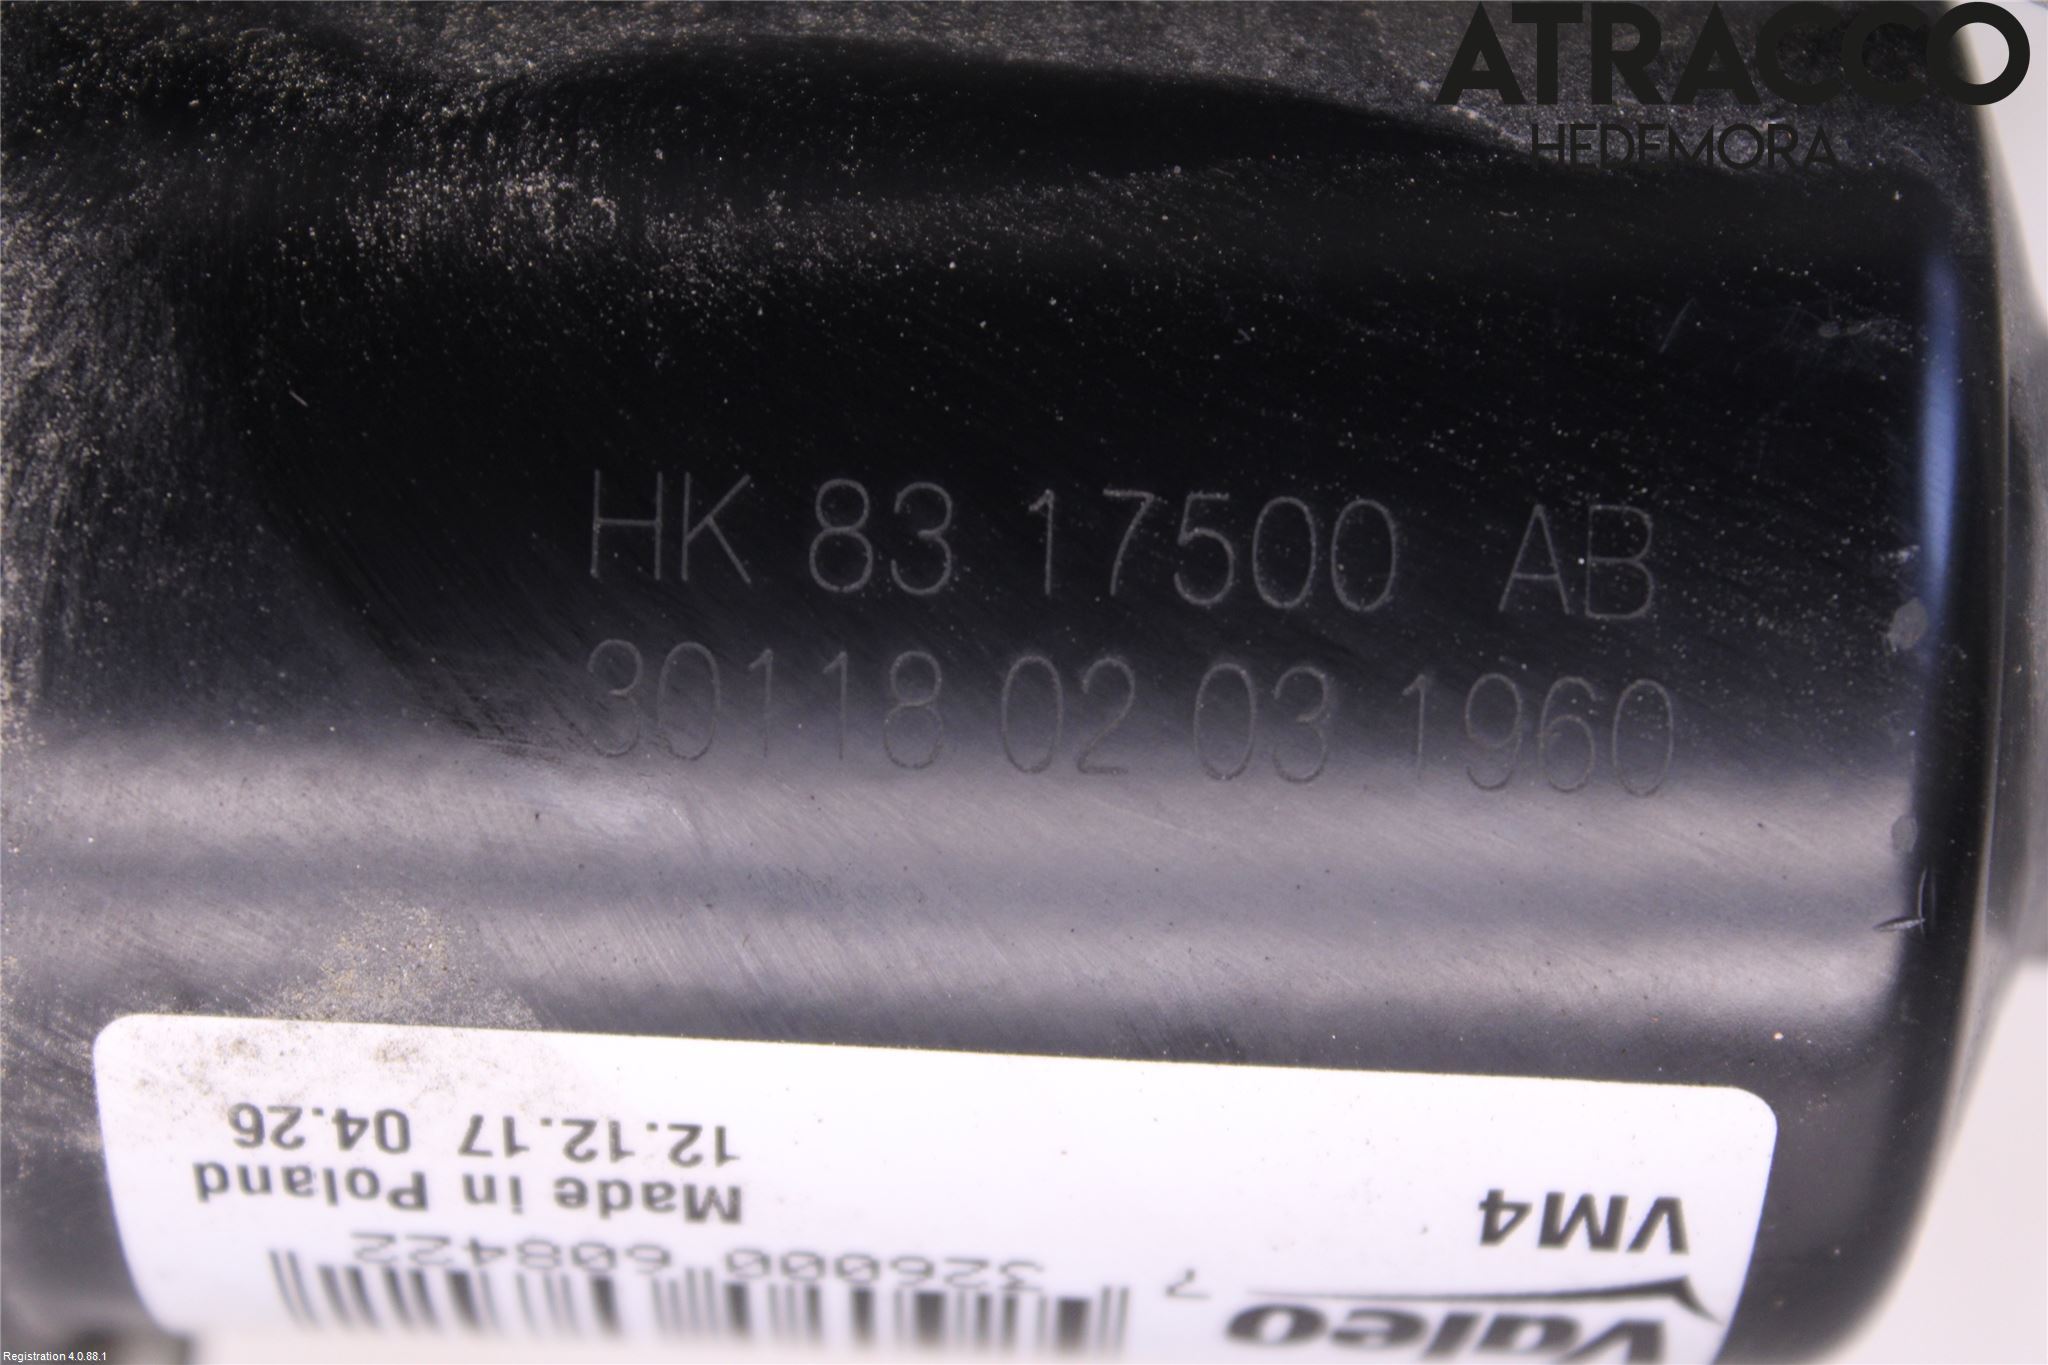 ATRACCO
HEDEMORA
HK 83 17500 AB
30118 02 03 1960
Valeo
VM4
7 326000 608422
Made in Poland
12.12.17 04.26
Registration 4.0.88.1